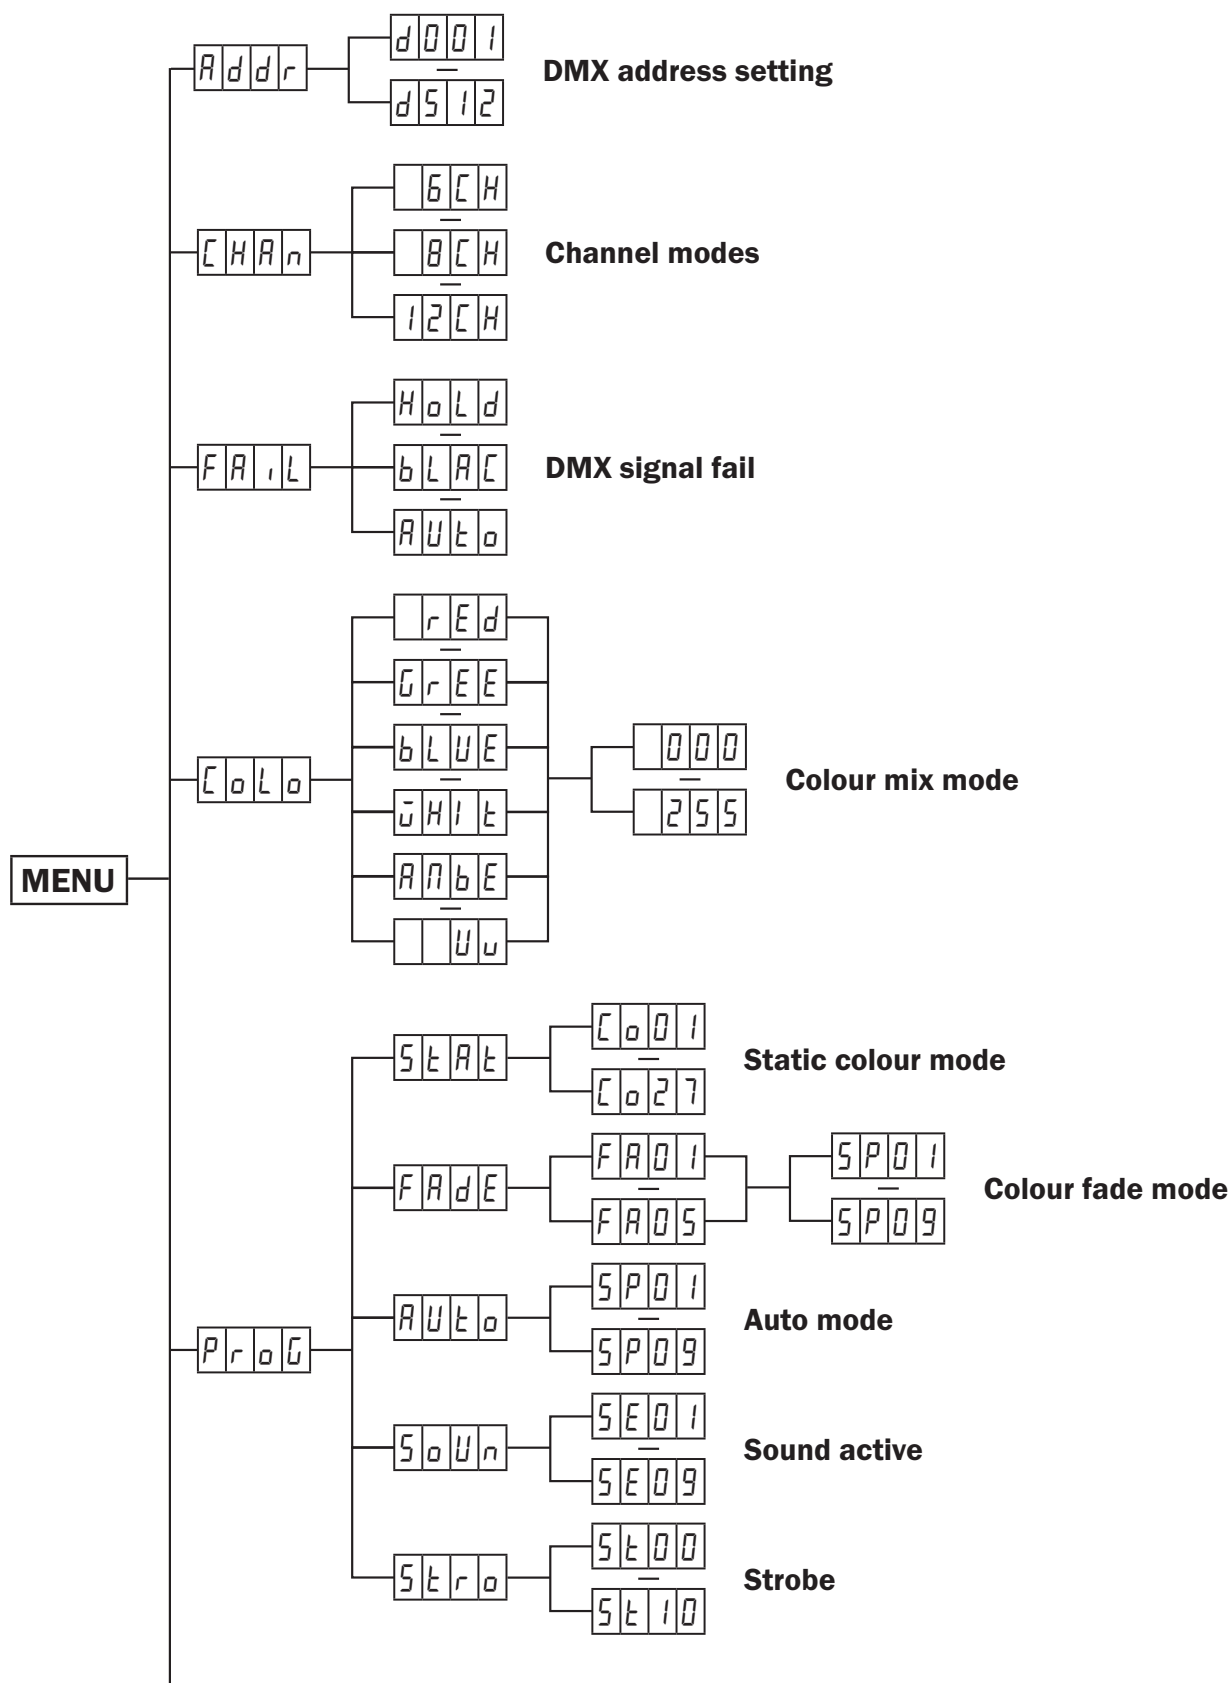 d001
Addr
DMX address setting
d512
6CH
CHAn
8CH
Channel modes
12CH
HoLd
FAiL
bLAC
DMX signal fail
AUto
rEd
GrEE
bLUE
000
CoLo
Colour mix mode
wHIt
255
MENU
AMbE
Uv
Co01
StAt
Static colour mode
Co27
FA01
SP01
FAdE
Colour fade mode
FA05
SP09
SP01
AUto
Auto mode
ProG
SP09
SE01
SoUn
Sound active
SE09
St00
Stro
Strobe
St10